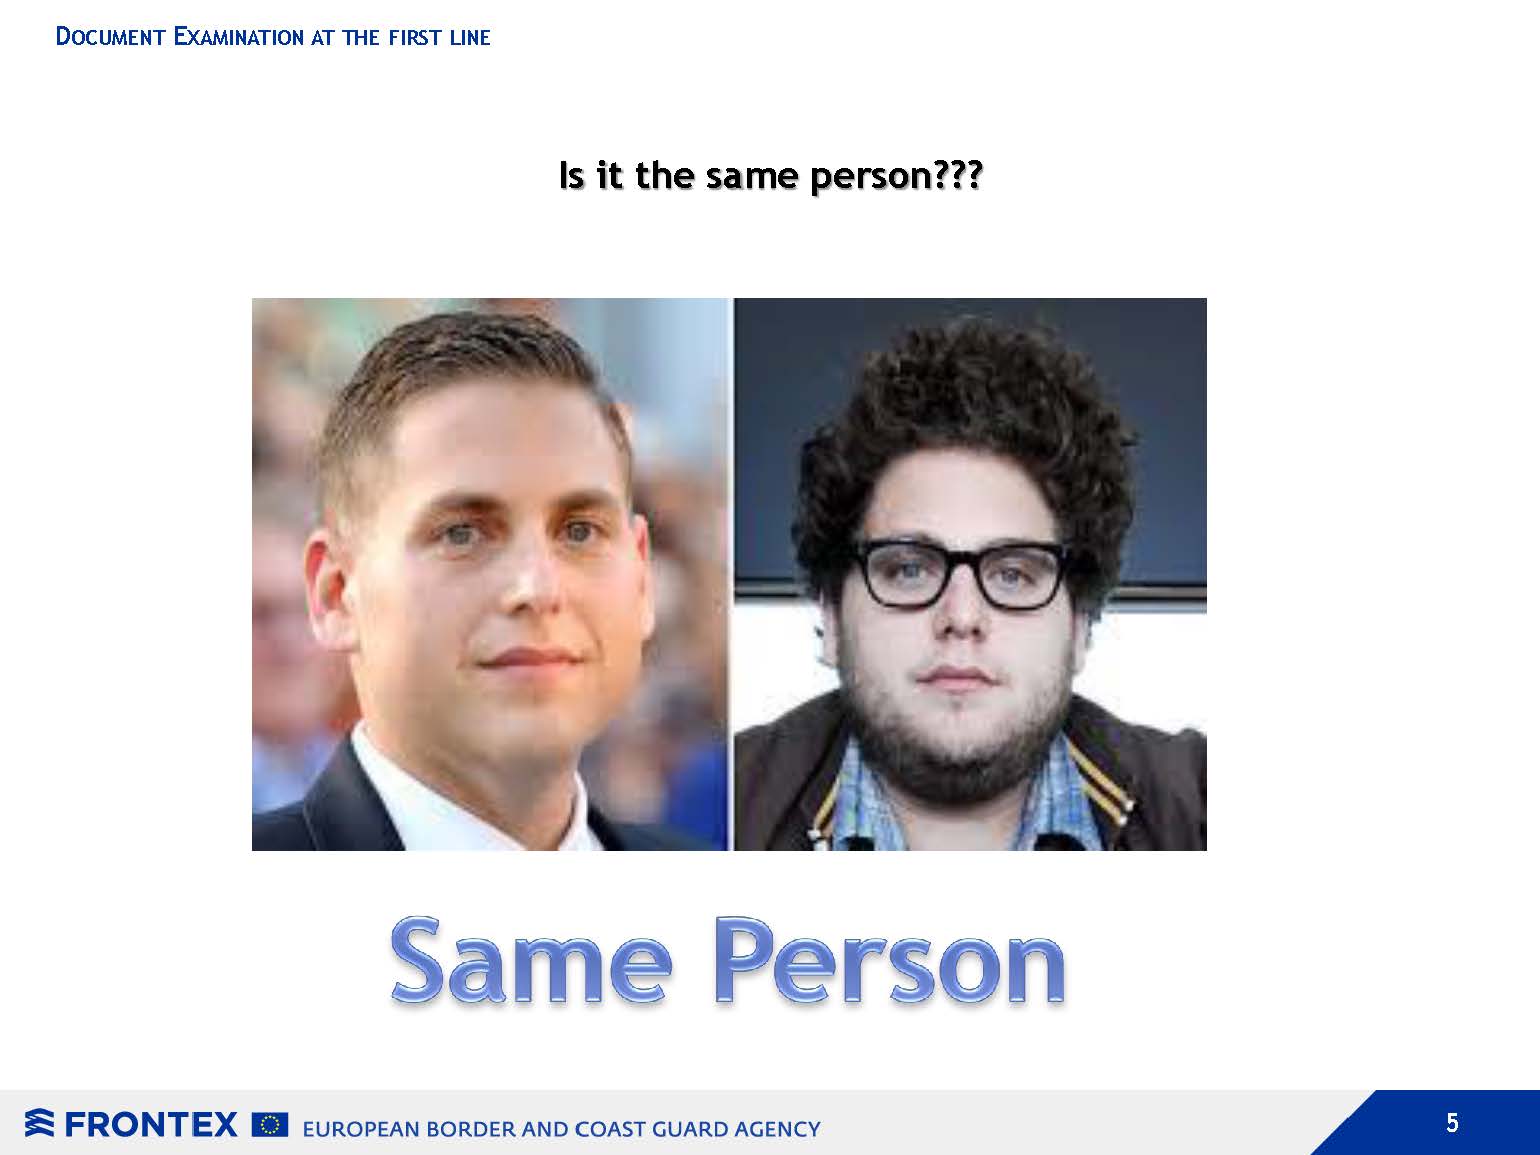 DOCUMENT EXAMINATION AT THE FIRST LINE
Is it the same person???
Same Person
FRONTEX EUROPEAN BORDER AND COAST GUARD AGENCY
5